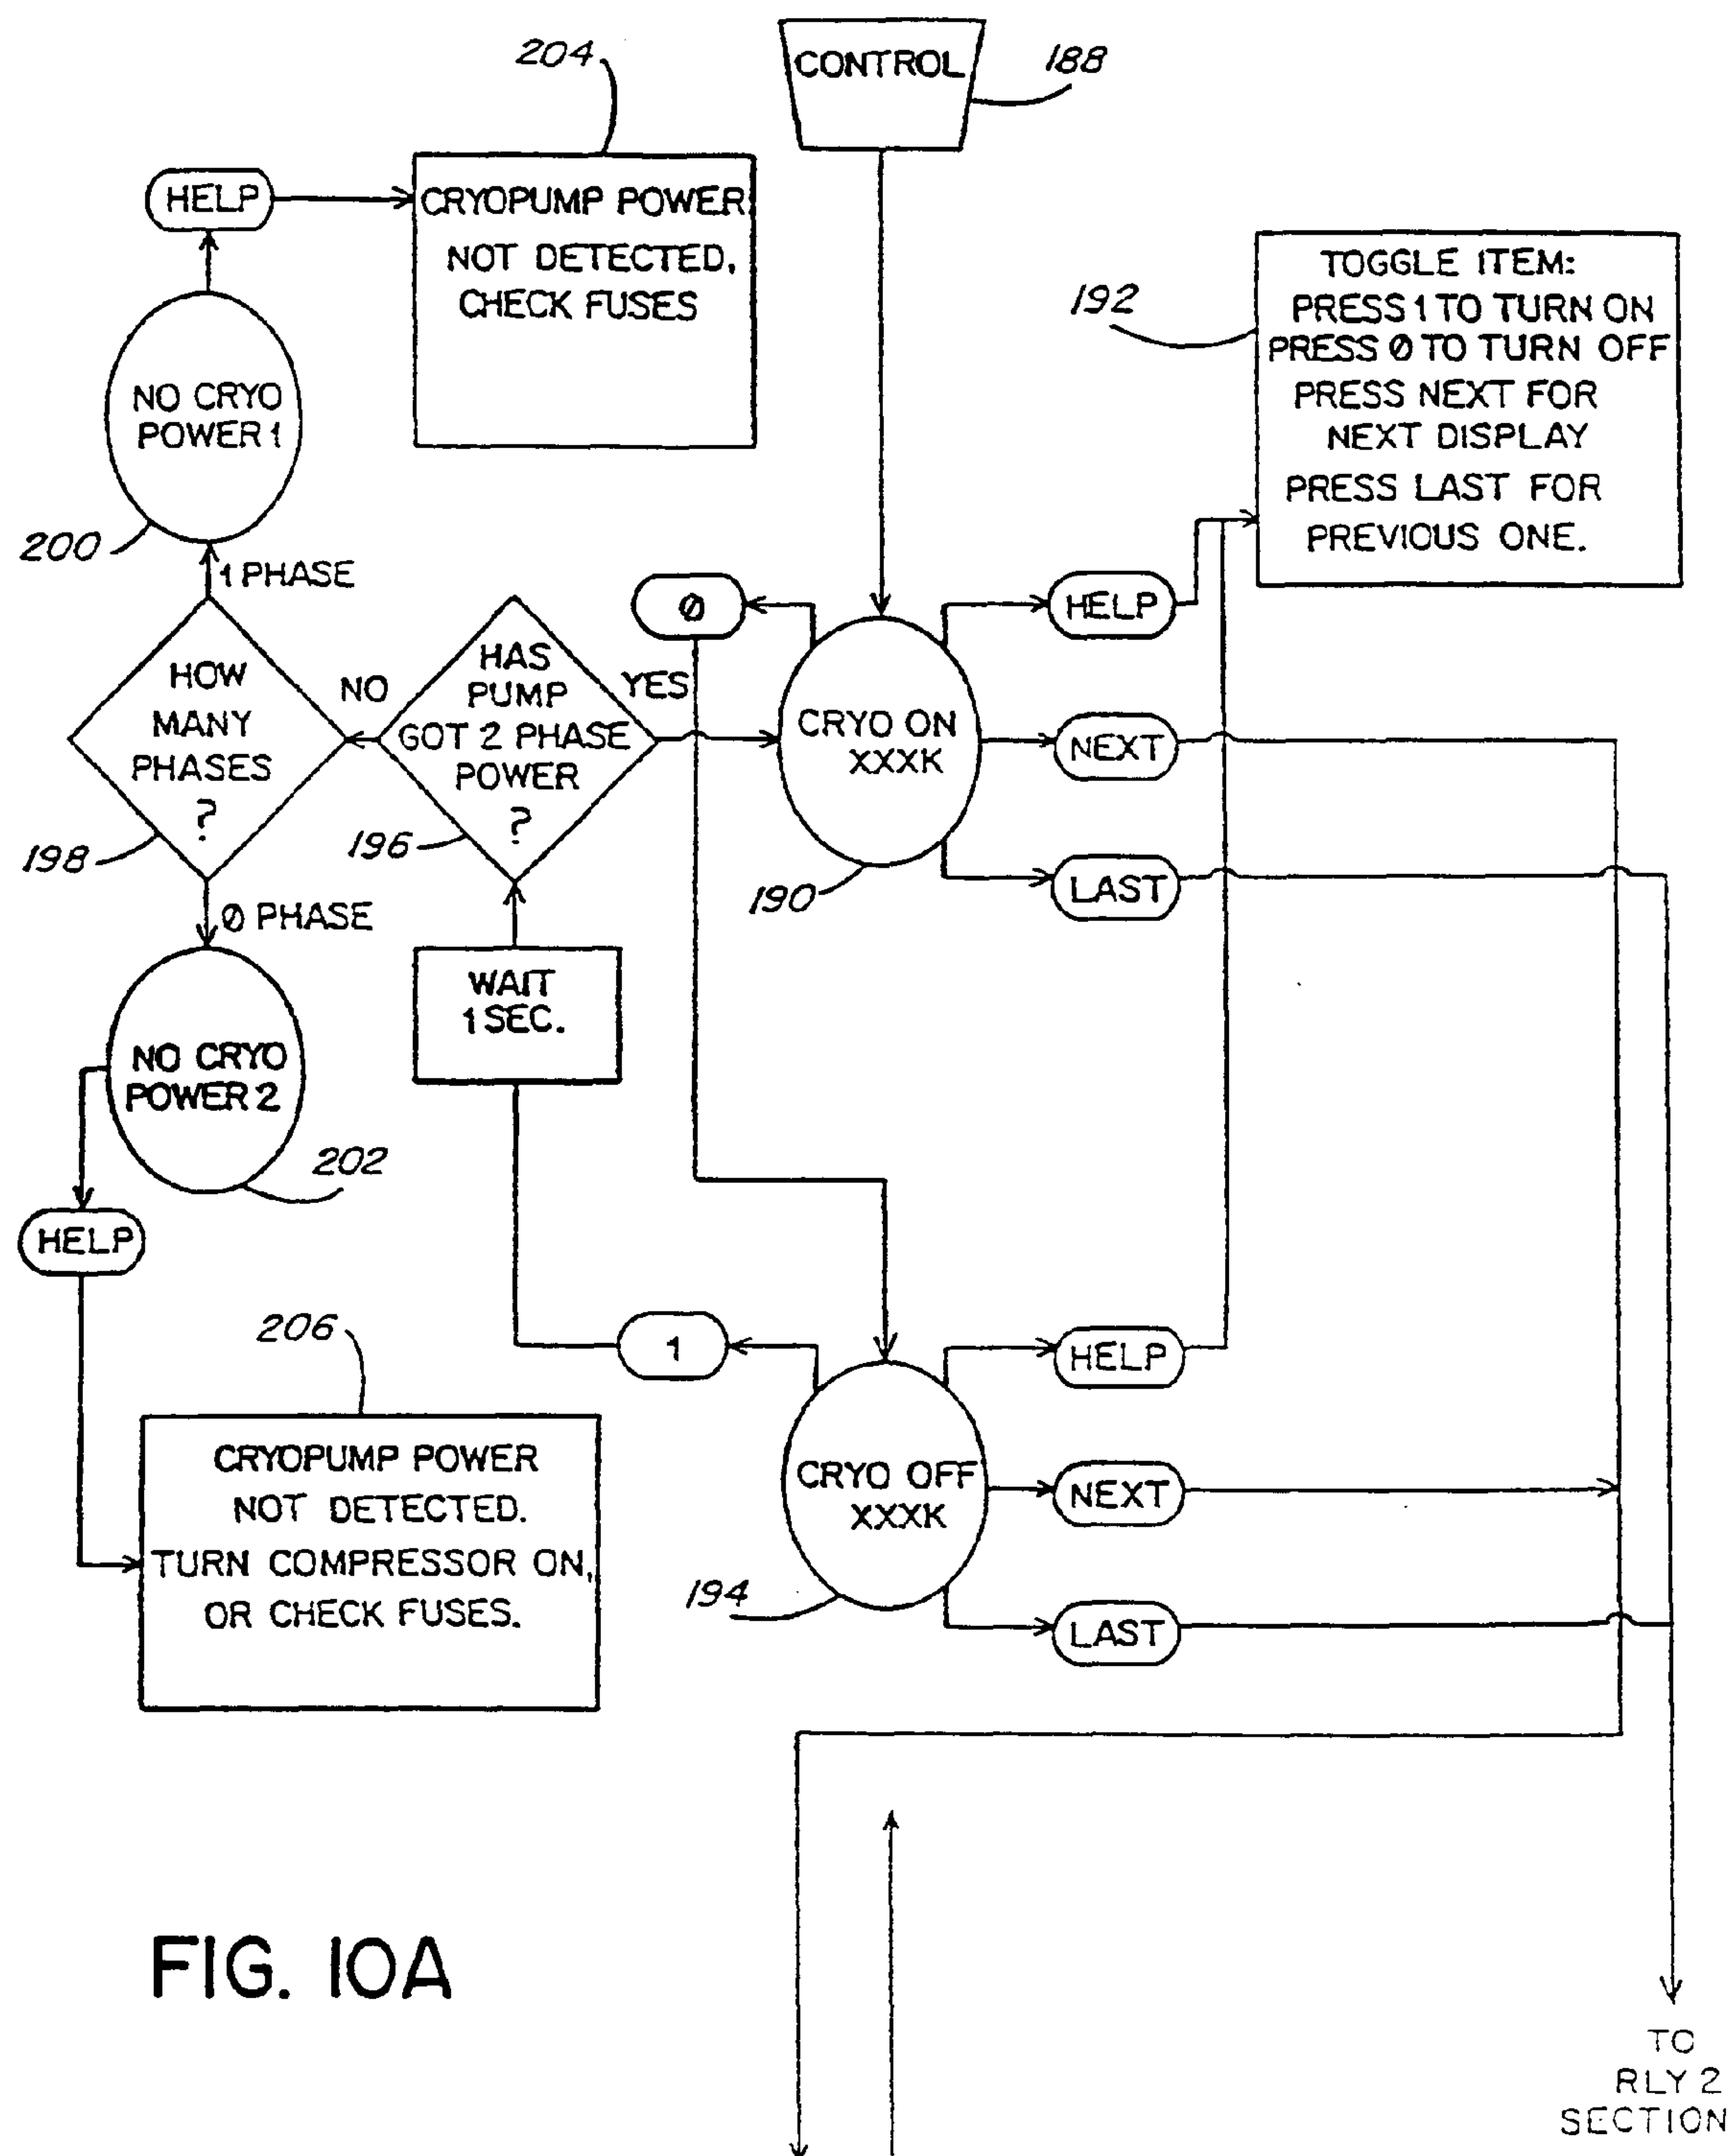 CONTROL
188
204
HELP
CRYOPUMP POWER
NOT DETECTED,
CHECK FUSES
192
TOGGLE ITEM:
PRESS 1 TO TURN ON
PRESS 0 TO TURN OFF
PRESS NEXT FOR
NEXT DISPLAY
PRESS LAST FOR
PREVIOUS ONE.
NO CRYO
POWER 1
200
1 PHASE
HOW
MANY
PHASES
?
198
NO
HAS
PUMP
GOT 2 PHASE
POWER
?
196
YES
0
CRYO ON
XXXK
190
HELP
NEXT
LAST
0 PHASE
WAIT
1 SEC.
NO CRYO
POWER 2
202
HELP
206
CRYOPUMP POWER
NOT DETECTED.
TURN COMPRESSOR ON,
OR CHECK FUSES.
1
CRYO OFF
XXXK
194
HELP
NEXT
LAST
FIG. 10A
TO
RLY 2
SECTION